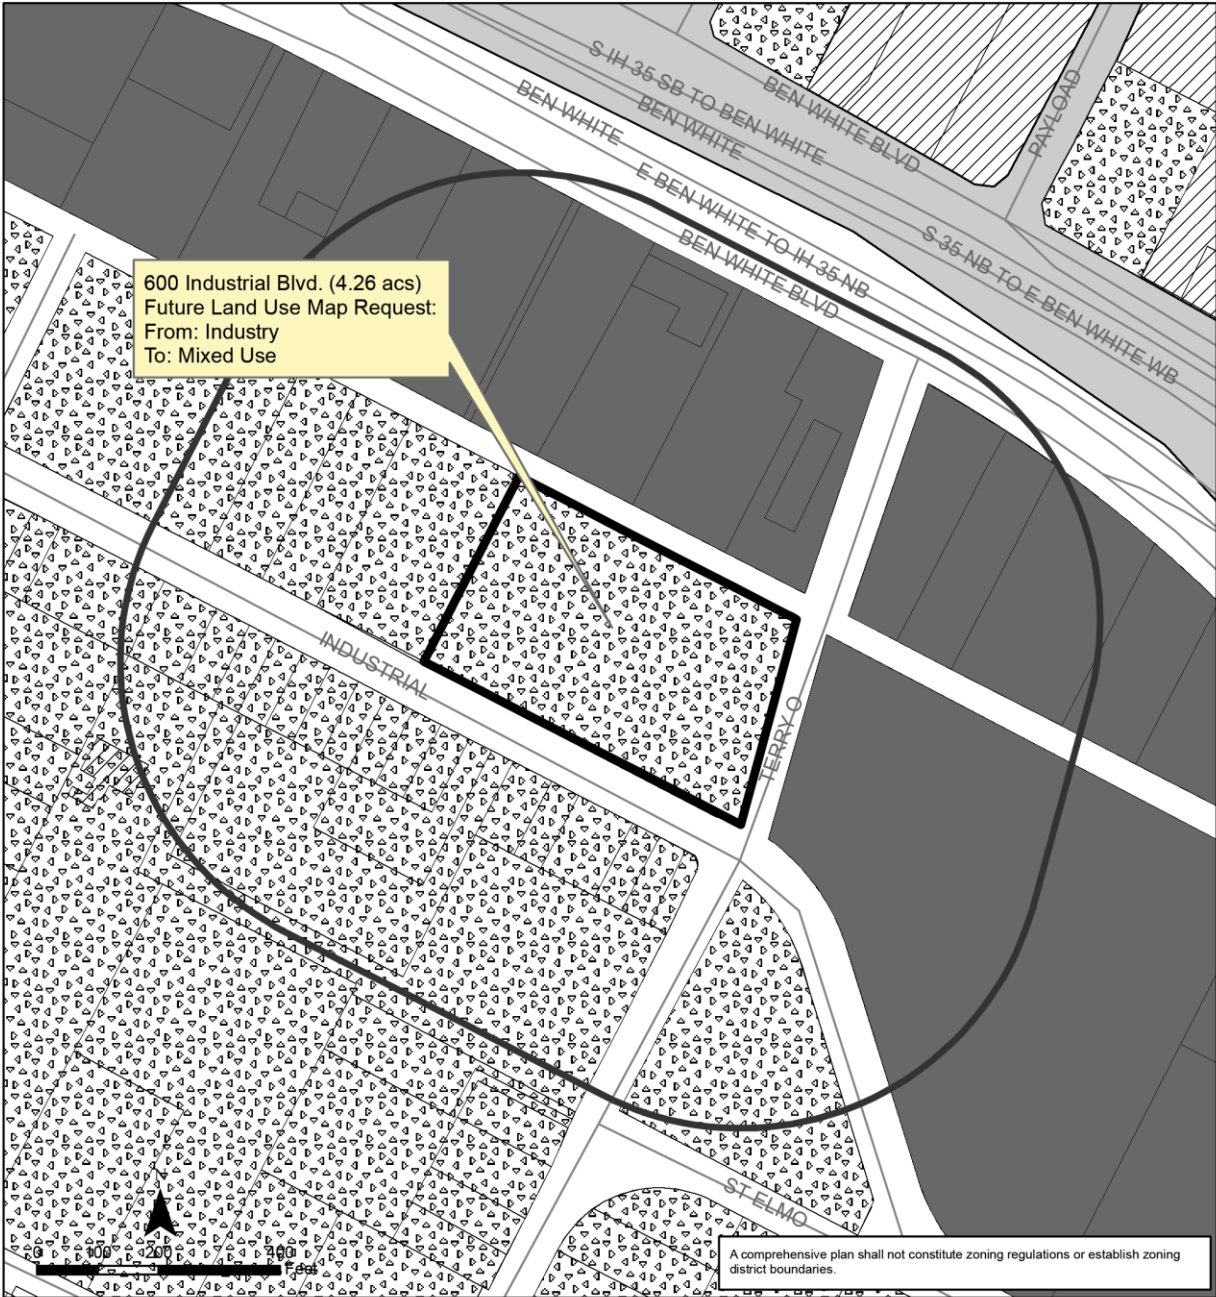 S IH 35 SB TO BEN WHITE
BEN WHITE BLVD
BEN WHITE
BEN WHITE
PAYLOAD
E BEN WHITE TO IH 35 NB
BEN WHITE BLVD
S 35 NB TO E BEN WHITE WB
600 Industrial Blvd. (4.26 acs)
Future Land Use Map Request:
From: Industry
To: Mixed Use
INDUSTRIAL
TERRY O
ST ELMO
0 100 200 400
Feet
A comprehensive plan shall not constitute zoning regulations or establish zoning
district boundaries.